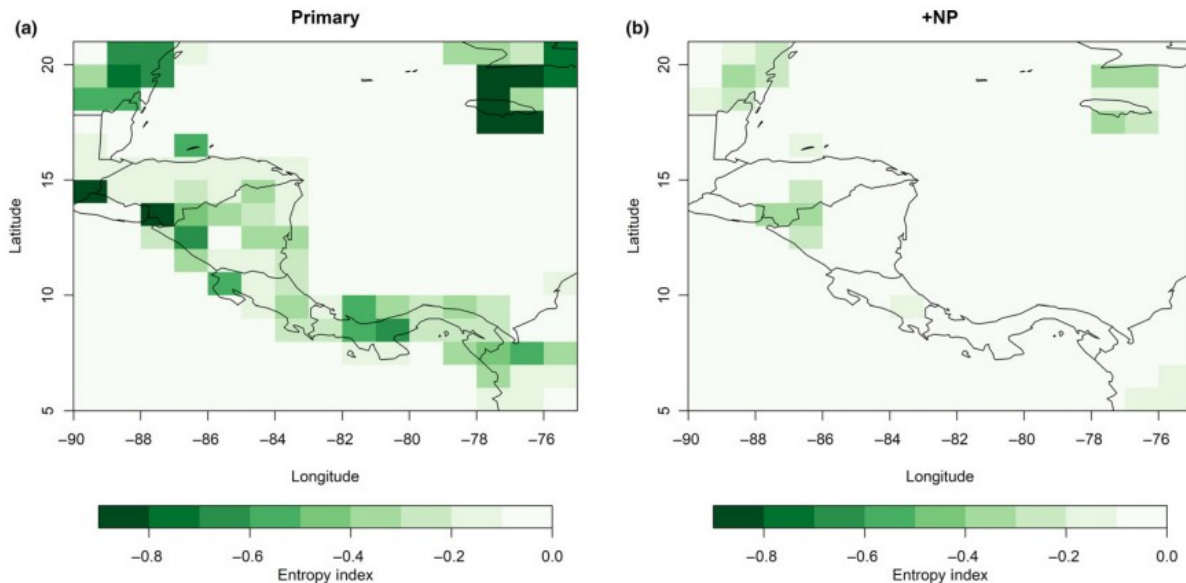 (a)
Primary
Latitude
20
15
10
5
−90 −88 −86 −84 −82 −80 −78 −76
Longitude
−0.8 −0.6 −0.4 −0.2 0.0
Entropy index
(b)
+NP
Latitude
20
15
10
5
−90 −88 −86 −84 −82 −80 −78 −76
Longitude
−0.8 −0.6 −0.4 −0.2 0.0
Entropy index